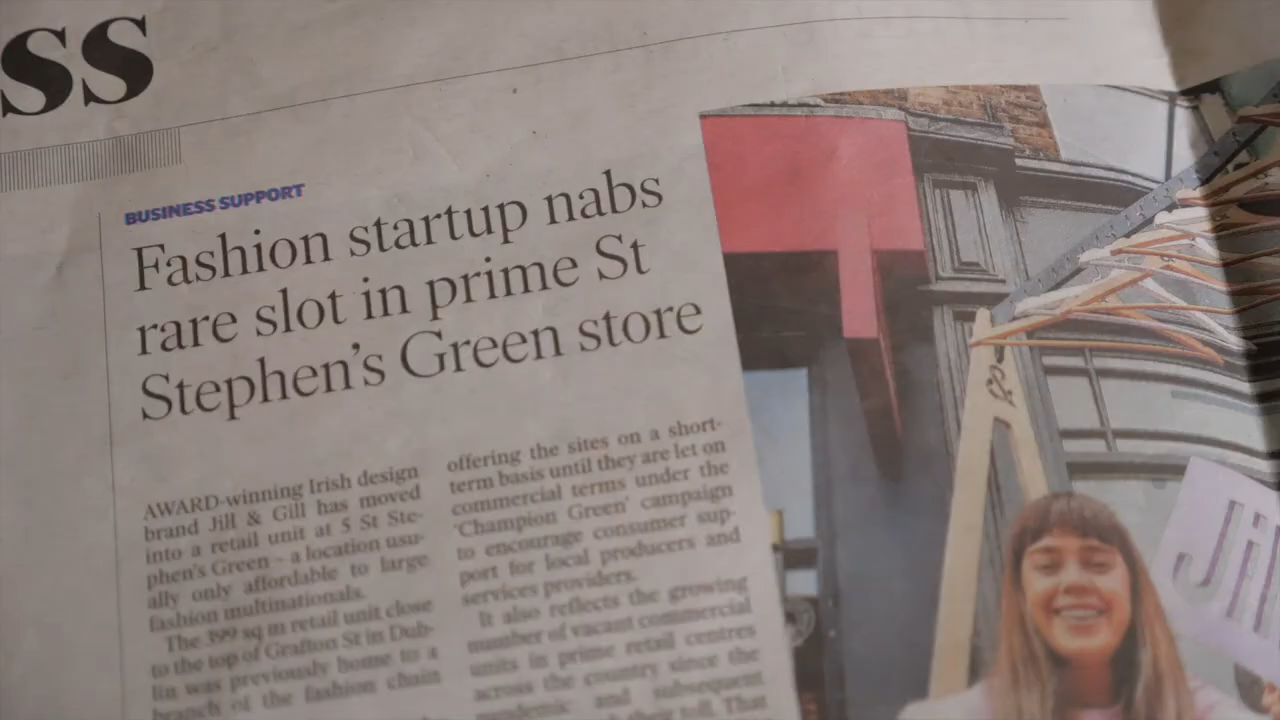 ss
BUSINESS SUPPORT
Fashion startup nabs
rare slot in prime St
Stephen's Green store
AWARD-winning Irish design
brand Jill & Gill has moved
into a retail unit at 5 St Ste-
phen's Green – a location usu-
ally only affordable to large
fashion multinationals.
The 399 sq m retail unit close
to the top of Grafton St in Dub-
lin was previously home to a
branch of the fashion chain
offering the sites on a short-
term basis until they are let on
commercial terms under the
'Champion Green' campaign
to encourage consumer sup-
port for local producers and
services providers.
It also reflects the growing
number of vacant commercial
units in prime retail centres
across the country since the
pandemic and subsequent
their toll. That
Jil